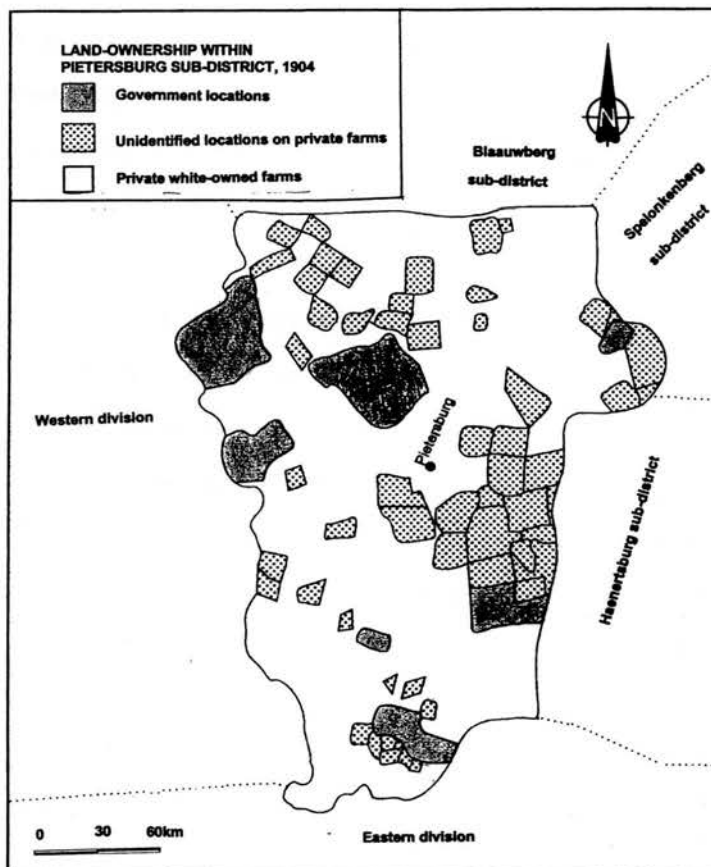 LAND-OWNERSHIP WITHIN
PIETERSBURG SUB-DISTRICT, 1904
Government locations
Unidentified locations on private farms
Private white-owned farms
N
Blaauwberg
sub-district
Spelonkenberg
sub-district
Western division
Pietersburg
Haenertsburg sub-district
0 30 60km
Eastern division